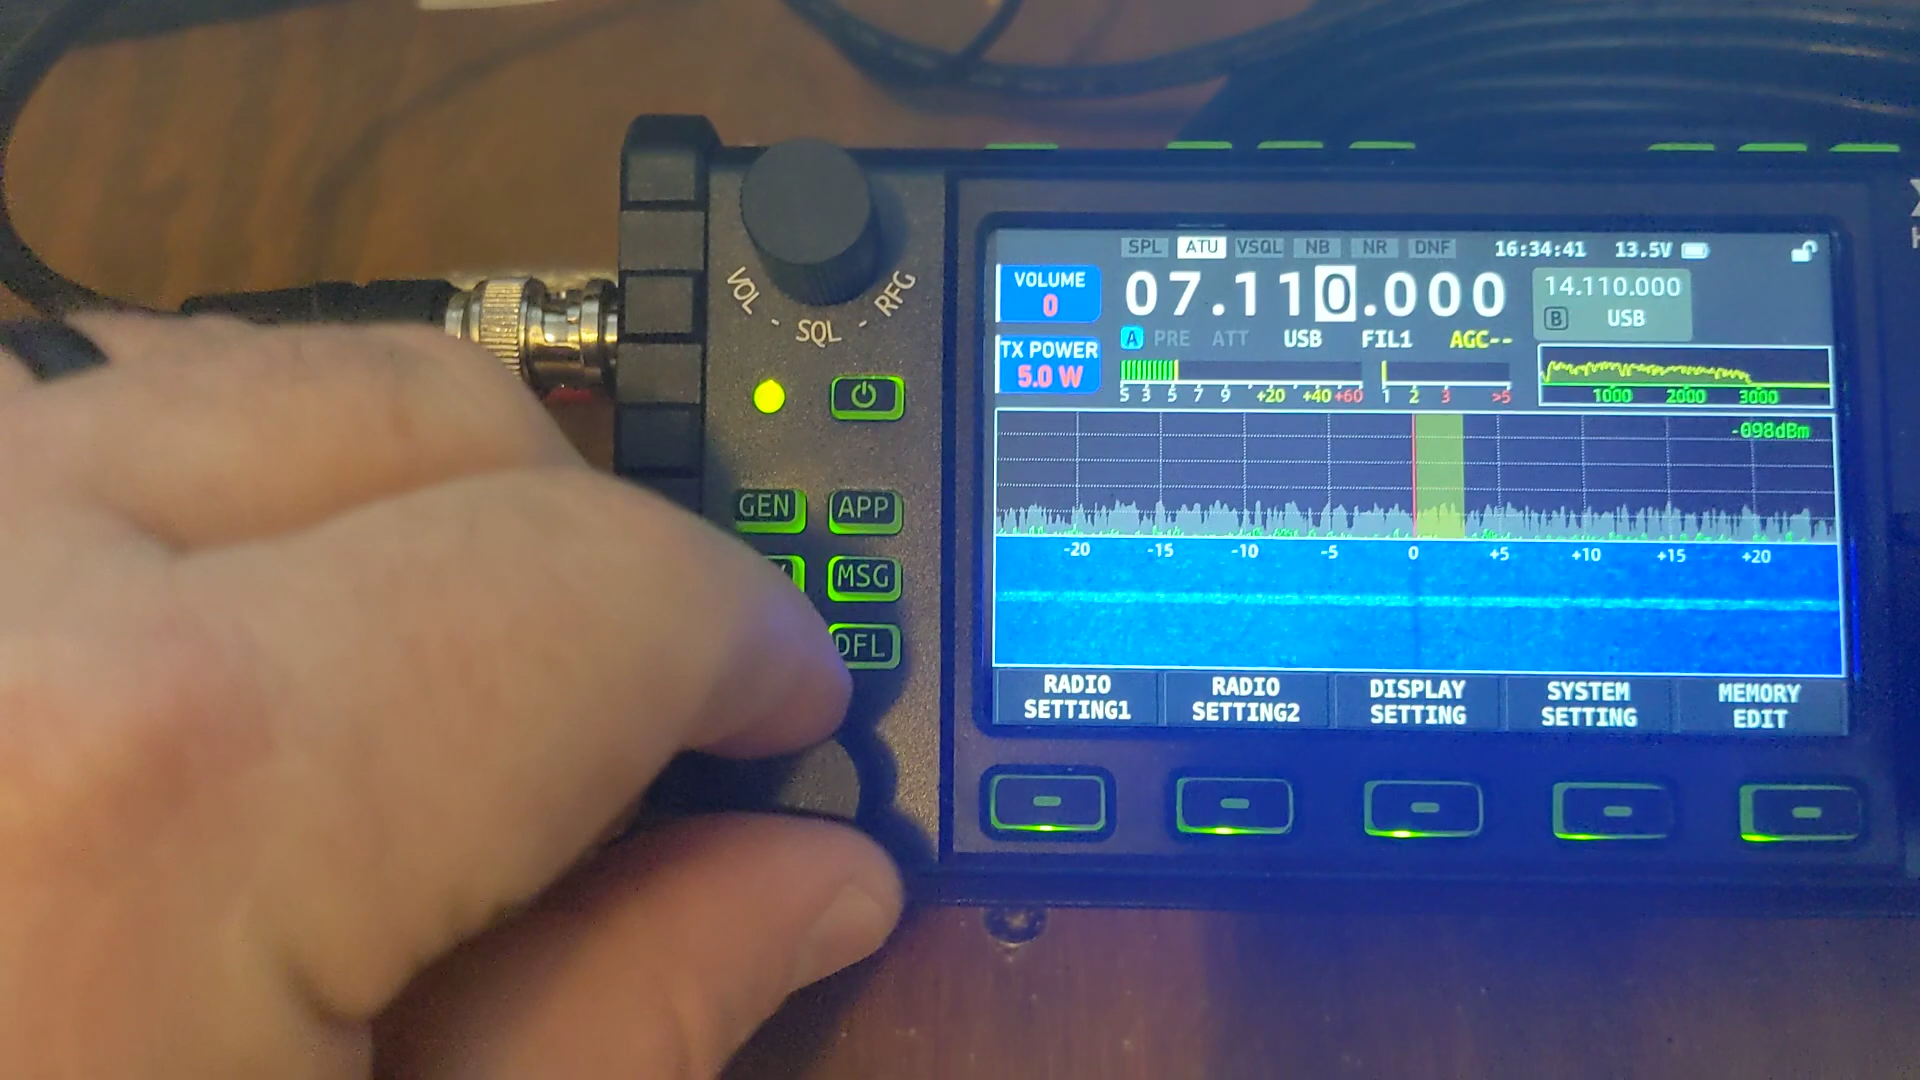 SPL ATU VSQL NB NR DNF 16:34:41 13.5V
VOLUME
0
07.110.000
14.110.000
B USB
A PRE ATT USB FIL1 AGC--
TX POWER
5.0 W
S 3 5 7 9 +20 +40 +60 1 2 3 >5
1000 2000 3000
-098dBm
-20 -15 -10 -5 0 +5 +10 +15 +20
RADIO SETTING1
RADIO SETTING2
DISPLAY SETTING
SYSTEM SETTING
MEMORY EDIT
VOL - SQL - RFG
GEN APP
MSG
DFL